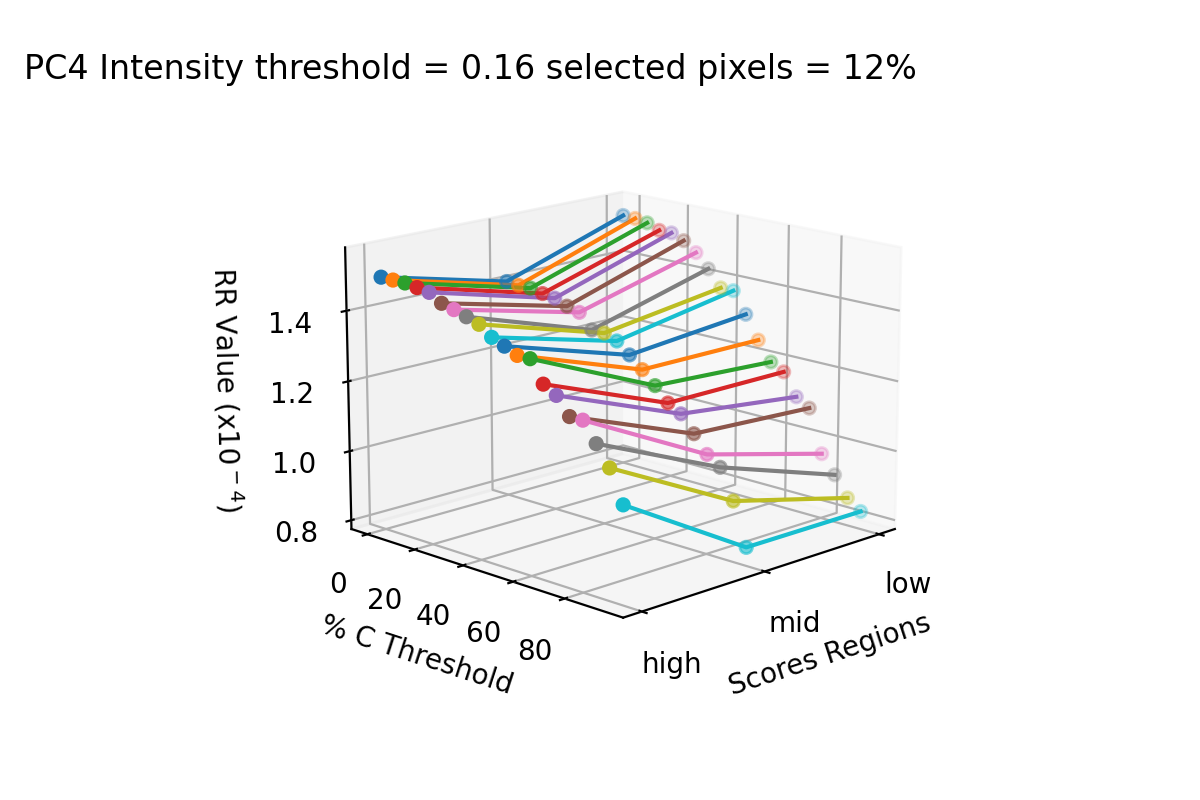 PC4 Intensity threshold = 0.16 selected pixels = 12%
RR Value (x10⁻⁴)
1.4
1.2
1.0
0.8
0
20
40
60
80
% C Threshold
high
mid
low
Scores Regions